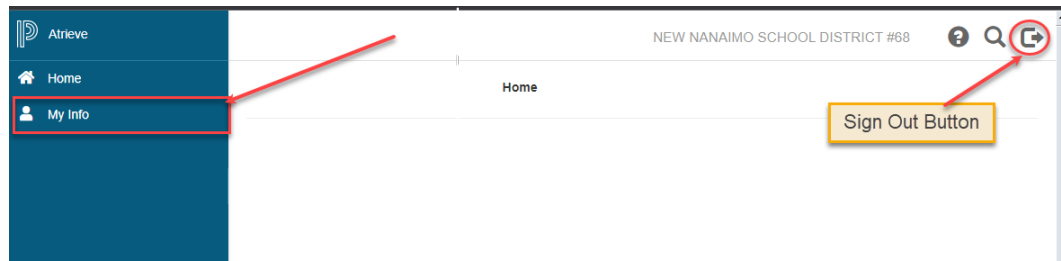 Atrieve
NEW NANAIMO SCHOOL DISTRICT #68
Home
Home
My Info
Sign Out Button